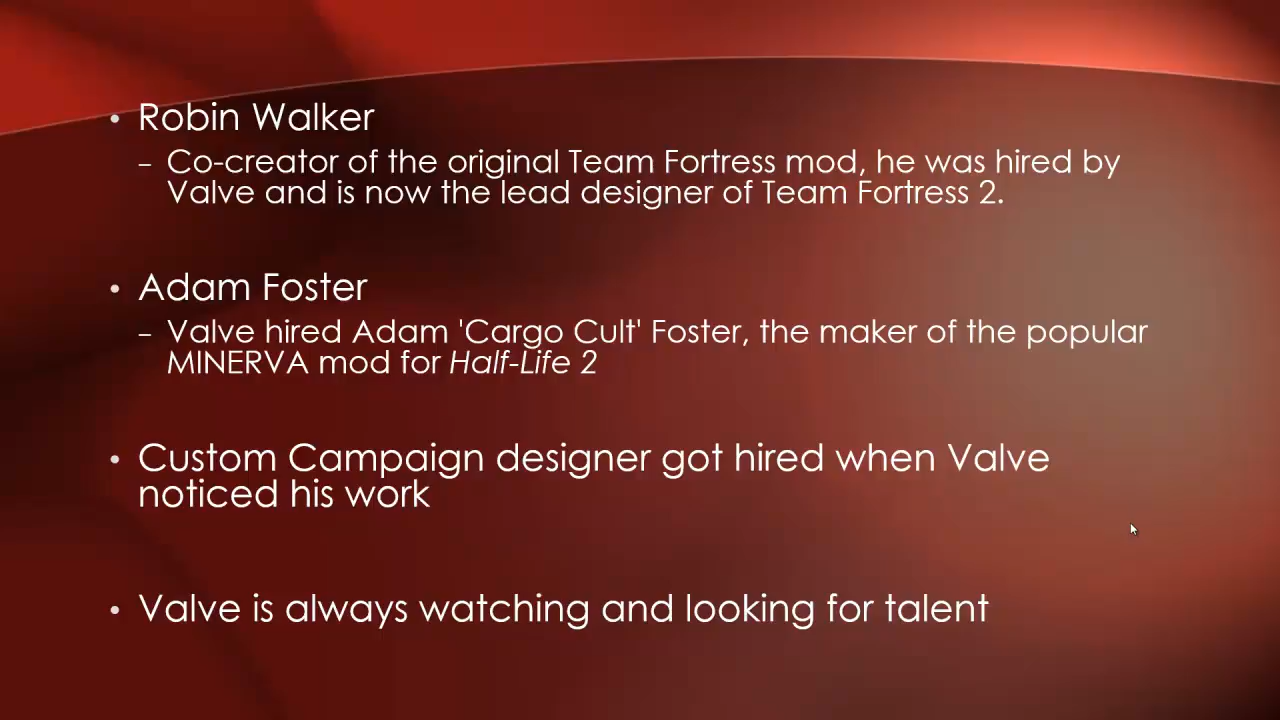 • Robin Walker
– Co-creator of the original Team Fortress mod, he was hired by
Valve and is now the lead designer of Team Fortress 2.
• Adam Foster
– Valve hired Adam 'Cargo Cult' Foster, the maker of the popular
MINERVA mod for Half-Life 2
• Custom Campaign designer got hired when Valve
noticed his work
• Valve is always watching and looking for talent